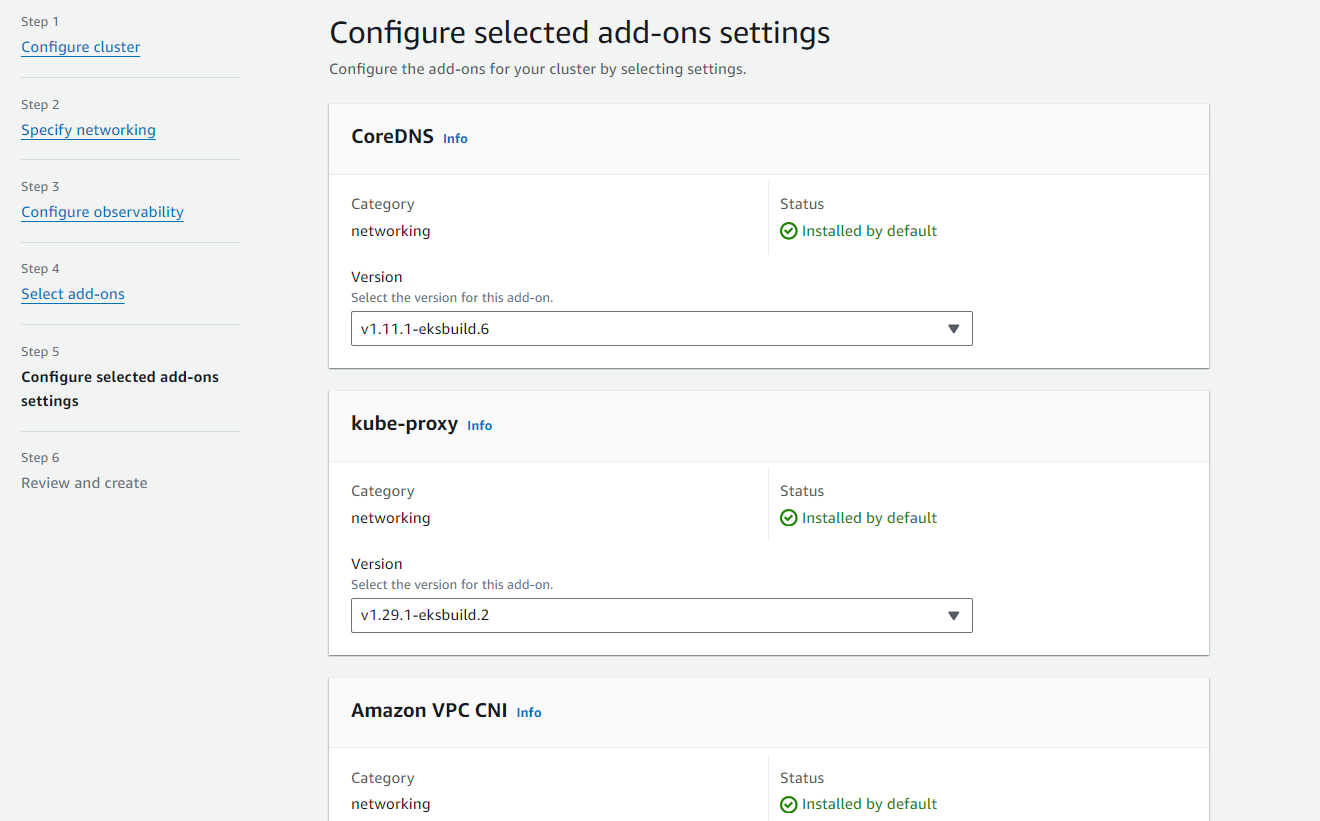 Step 1
Configure cluster
Step 2
Specify networking
Step 3
Configure observability
Step 4
Select add-ons
Step 5
Configure selected add-ons
settings
Step 6
Review and create
Configure selected add-ons settings
Configure the add-ons for your cluster by selecting settings.
CoreDNS Info
Category
networking
Status
Installed by default
Version
Select the version for this add-on.
v1.11.1-eksbuild.6
kube-proxy Info
Category
networking
Status
Installed by default
Version
Select the version for this add-on.
v1.29.1-eksbuild.2
Amazon VPC CNI Info
Category
networking
Status
Installed by default